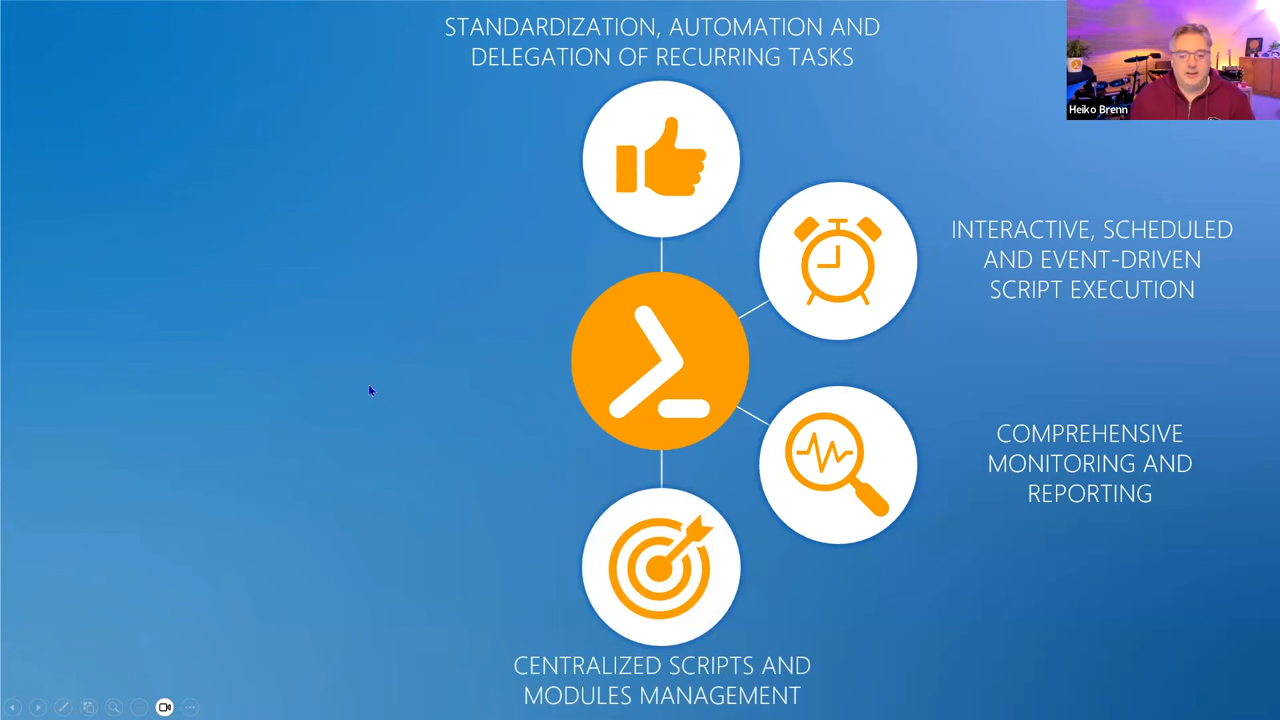 STANDARDIZATION, AUTOMATION AND
DELEGATION OF RECURRING TASKS
Heiko Brenn
INTERACTIVE, SCHEDULED
AND EVENT-DRIVEN
SCRIPT EXECUTION
COMPREHENSIVE
MONITORING AND
REPORTING
CENTRALIZED SCRIPTS AND
MODULES MANAGEMENT